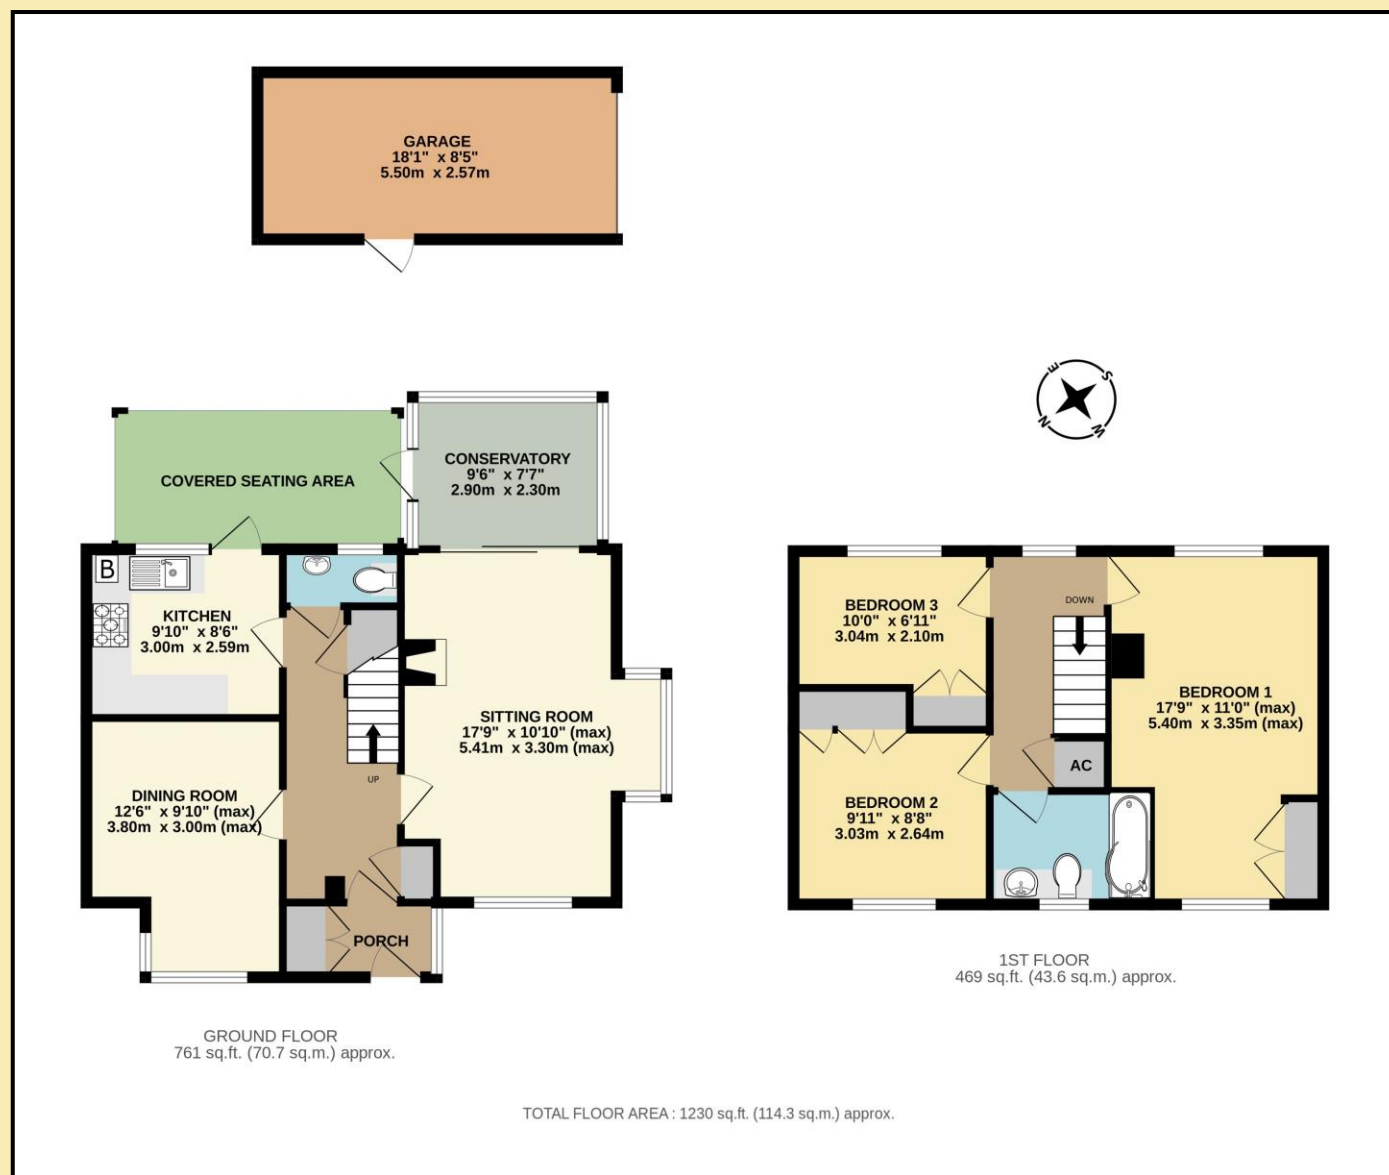 GARAGE
18'1" x 8'5"
5.50m x 2.57m
E
S
N
W
COVERED SEATING AREA
CONSERVATORY
9'6" x 7'7"
2.90m x 2.30m
B
KITCHEN
9'10" x 8'6"
3.00m x 2.59m
SITTING ROOM
17'9" x 10'10" (max)
5.41m x 3.30m (max)
UP
DINING ROOM
12'6" x 9'10" (max)
3.80m x 3.00m (max)
PORCH
GROUND FLOOR
761 sq.ft. (70.7 sq.m.) approx.
BEDROOM 3
10'0" x 6'11"
3.04m x 2.10m
DOWN
BEDROOM 1
17'9" x 11'0" (max)
5.40m x 3.35m (max)
AC
BEDROOM 2
9'11" x 8'8"
3.03m x 2.64m
1ST FLOOR
469 sq.ft. (43.6 sq.m.) approx.
TOTAL FLOOR AREA : 1230 sq.ft. (114.3 sq.m.) approx.